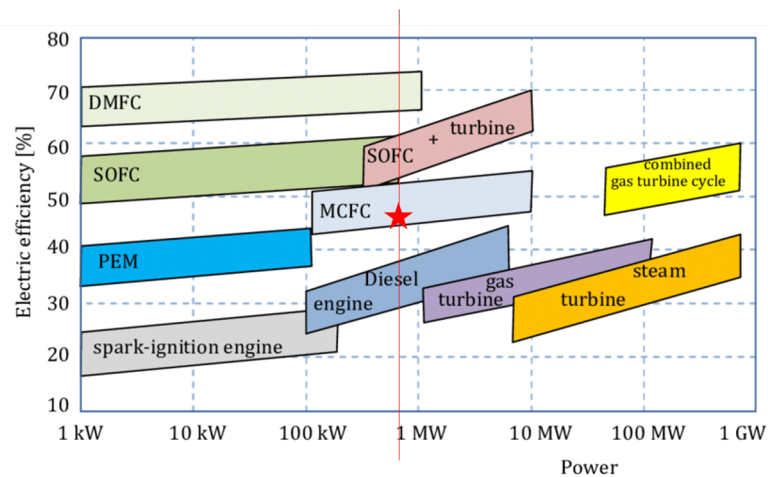 Electric efficiency [%]
80
70
60
50
40
30
20
10
DMFC
SOFC
PEM
spark-ignition engine
SOFC + turbine
MCFC
Diesel
engine
gas
turbine
steam
turbine
combined
gas turbine cycle
1 kW
10 kW
100 kW
1 MW
10 MW
100 MW
1 GW
Power